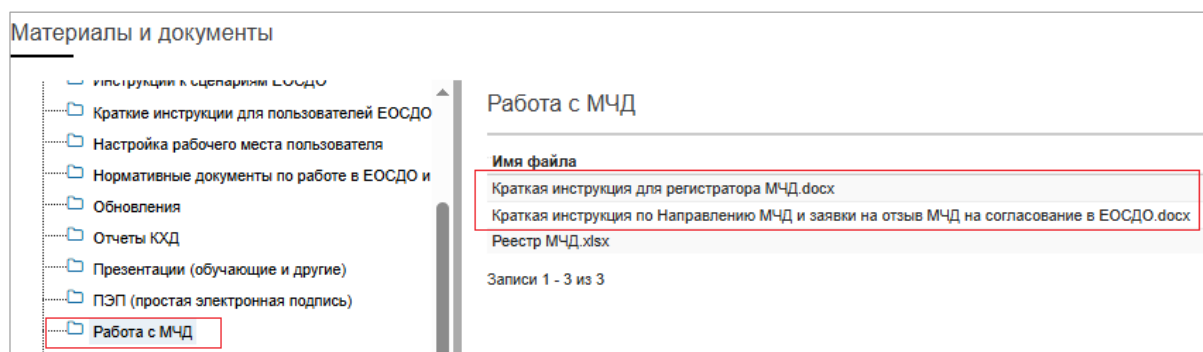 Материалы и документы
Инструкции к сценариям ЕОСДО
Краткие инструкции для пользователей ЕОСДО
Настройка рабочего места пользователя
Нормативные документы по работе в ЕОСДО и
Обновления
Отчеты КХД
Презентации (обучающие и другие)
ПЭП (простая электронная подпись)
Работа с МЧД
Работа с МЧД
Имя файла
Краткая инструкция для регистратора МЧД.docx
Краткая инструкция по Направлению МЧД и заявки на отзыв МЧД на согласование в ЕОСДО.docx
Реестр МЧД.xlsx
Записи 1 - 3 из 3